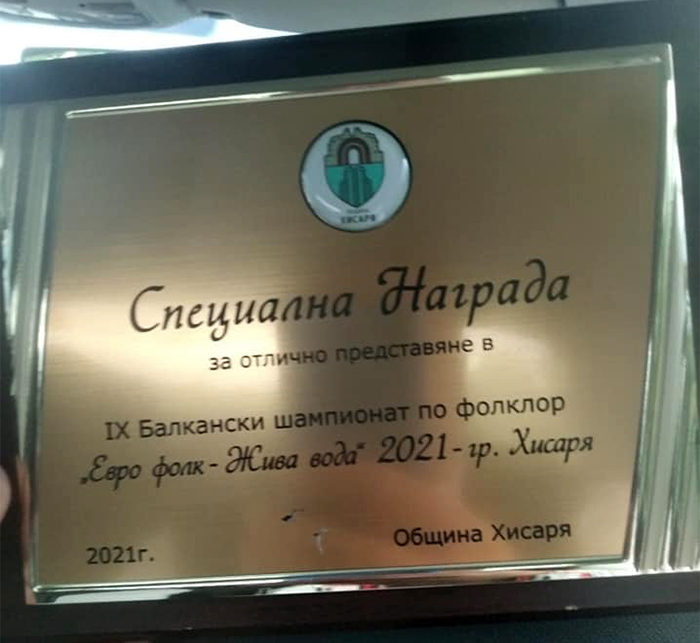 ХИСАРЯ
Специална Награда
за отлично представяне в
IX Балкански шампионат по фолклор
„Евро фолк - Жива вода“ 2021 - гр. Хисаря
2021г.
Община Хисаря